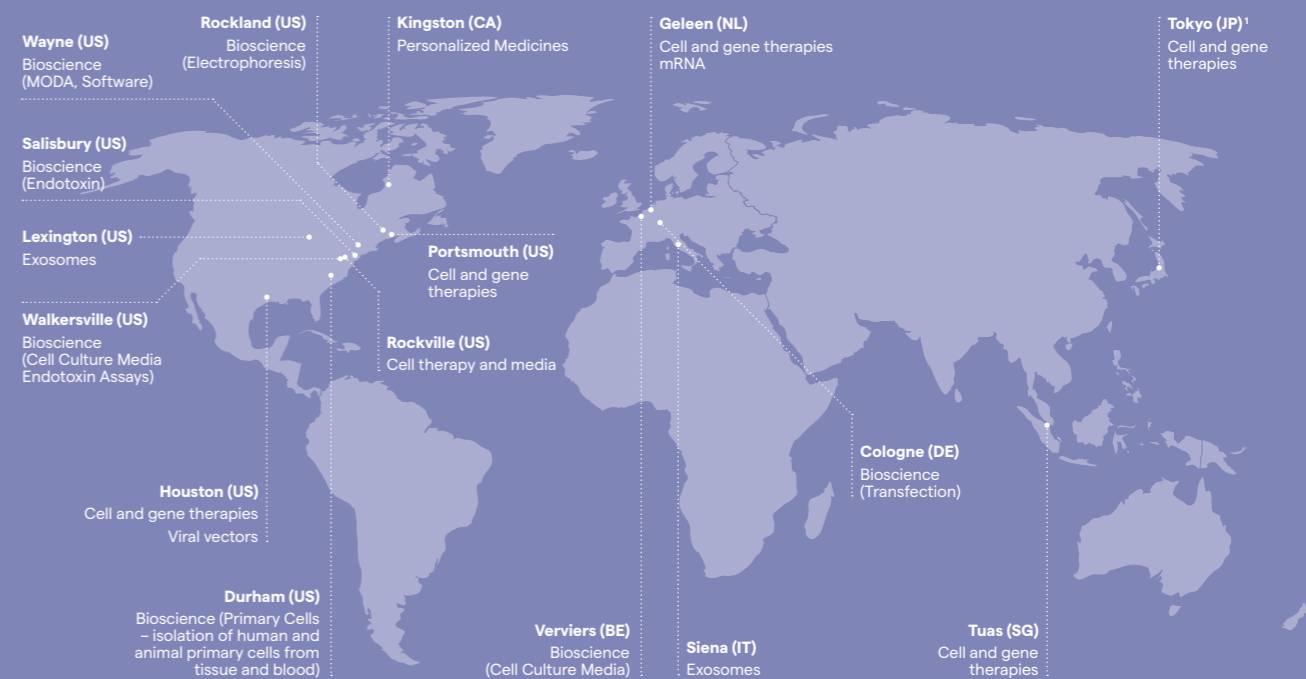 Rockland (US)
Bioscience
(Electrophoresis)
Kingston (CA)
Personalized Medicines
Geleen (NL)
Cell and gene therapies
mRNA
Tokyo (JP)¹
Cell and gene
therapies
Wayne (US)
Bioscience
(MODA, Software)
Salisbury (US)
Bioscience
(Endotoxin)
Lexington (US)
Exosomes
Portsmouth (US)
Cell and gene
therapies
Walkersville (US)
Bioscience
(Cell Culture Media
Endotoxin Assays)
Rockville (US)
Cell therapy and media
Cologne (DE)
Bioscience
(Transfection)
Houston (US)
Cell and gene therapies
Viral vectors
Durham (US)
Bioscience (Primary Cells
– isolation of human and
animal primary cells from
tissue and blood)
Verviers (BE)
Bioscience
(Cell Culture Media)
Siena (IT)
Exosomes
Tuas (SG)
Cell and gene
therapies